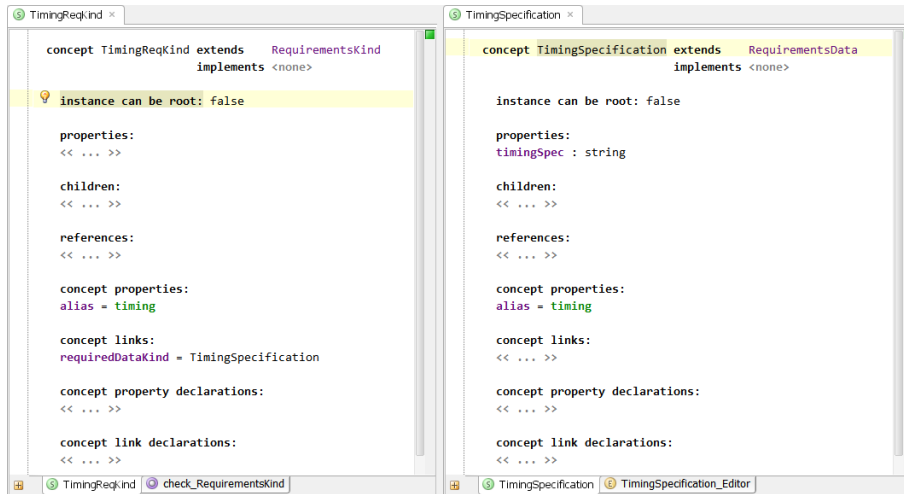 TimingReqKind ×
concept TimingReqKind extends RequirementsKind
implements <none>
instance can be root: false
properties:
<< ... >>
children:
<< ... >>
references:
<< ... >>
concept properties:
alias = timing
concept links:
requiredDataKind = TimingSpecification
concept property declarations:
<< ... >>
concept link declarations:
<< ... >>
S TimingReqKind check_RequirementsKind
S TimingSpecification ×
concept TimingSpecification extends RequirementsData
implements <none>
instance can be root: false
properties:
timingSpec : string
children:
<< ... >>
references:
<< ... >>
concept properties:
alias = timing
concept links:
<< ... >>
concept property declarations:
<< ... >>
concept link declarations:
<< ... >>
S TimingSpecification E TimingSpecification_Editor